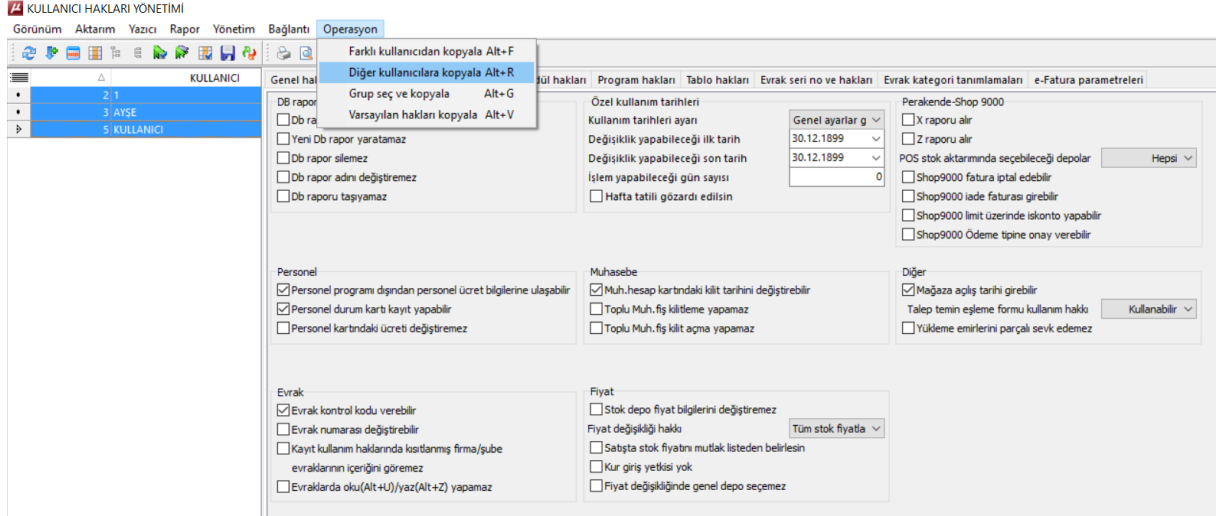 µ KULLANICI HAKLARI YÖNETİMİ
Görünüm Aktarım Yazıcı Rapor Yönetim Bağlantı Operasyon
Farklı kullanıcıdan kopyala Alt+F
Diğer kullanıcılara kopyala Alt+R
Grup seç ve kopyala Alt+G
Varsayılan hakları kopyala Alt+V
KULLANICI
2 1
3 AYŞE
5 KULLANICI
Genel hak dül hakları Program hakları Tablo hakları Evrak seri no ve hakları Evrak kategori tanımlamaları e-Fatura parametreleri
DB rapor
Db ra
Yeni Db rapor yaratamaz
Db rapor silemez
Db rapor adını değiştiremez
Db raporu taşıyamaz
Özel kullanım tarihleri
Kullanım tarihleri ayarı Genel ayarlar g
Değişiklik yapabileceği ilk tarih 30.12.1899
Değişiklik yapabileceği son tarih 30.12.1899
İşlem yapabileceği gün sayısı 0
Hafta tatili gözardı edilsin
Perakende-Shop 9000
X raporu alır
Z raporu alır
POS stok aktarımında seçebileceği depolar Hepsi
Shop9000 fatura iptal edebilir
Shop9000 iade faturası girebilir
Shop9000 limit üzerinde iskonto yapabilir
Shop9000 Ödeme tipine onay verebilir
Personel
Personel programı dışından personel ücret bilgilerine ulaşabilir
Personel durum kartı kayıt yapabilir
Personel kartındaki ücreti değiştiremez
Muhasebe
Muh.hesap kartındaki kilit tarihini değiştirebilir
Toplu Muh.fiş kilitleme yapamaz
Toplu Muh.fiş kilit açma yapamaz
Diğer
Mağaza açılış tarihi girebilir
Talep temin eşleme formu kullanım hakkı Kullanabilir
Yükleme emirlerini parçalı sevk edemez
Evrak
Evrak kontrol kodu verebilir
Evrak numarası değiştirebilir
Kayıt kullanım haklarında kısıtlanmış firma/şube
evraklarının içeriğini göremez
Evraklarda oku(Alt+U)/yaz(Alt+Z) yapamaz
Fiyat
Stok depo fiyat bilgilerini değiştiremez
Fiyat değişikliği hakkı Tüm stok fiyatla
Satışta stok fiyatını mutlak listeden belirlesin
Kur giriş yetkisi yok
Fiyat değişikliğinde genel depo seçemez